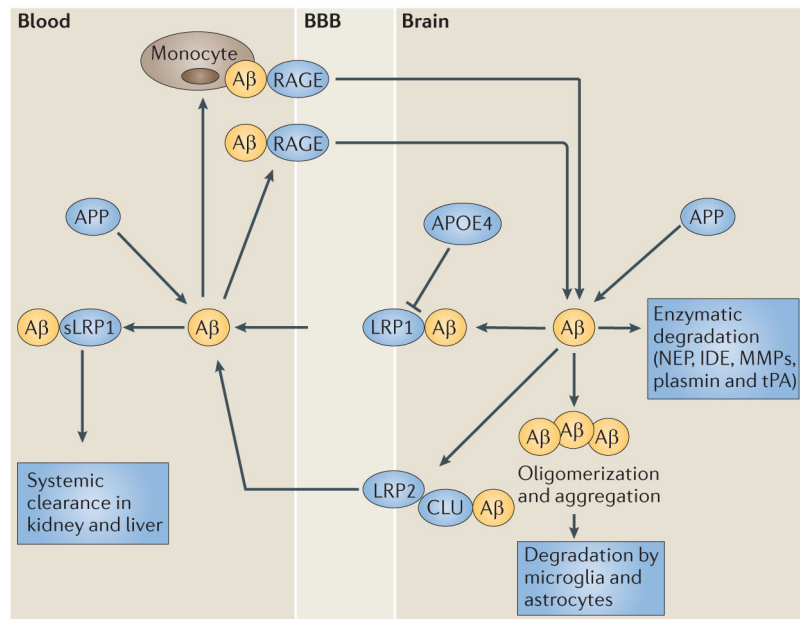 Blood
BBB
Brain
Monocyte
Aβ
RAGE
Aβ
RAGE
APP
APOE4
APP
Aβ
sLRP1
Aβ
LRP1
Aβ
Aβ
Enzymatic
degradation
(NEP, IDE, MMPs,
plasmin and tPA)
Aβ
Aβ
Aβ
Oligomerization
and aggregation
Systemic
clearance in
kidney and liver
LRP2
CLU
Aβ
Degradation by
microglia and
astrocytes